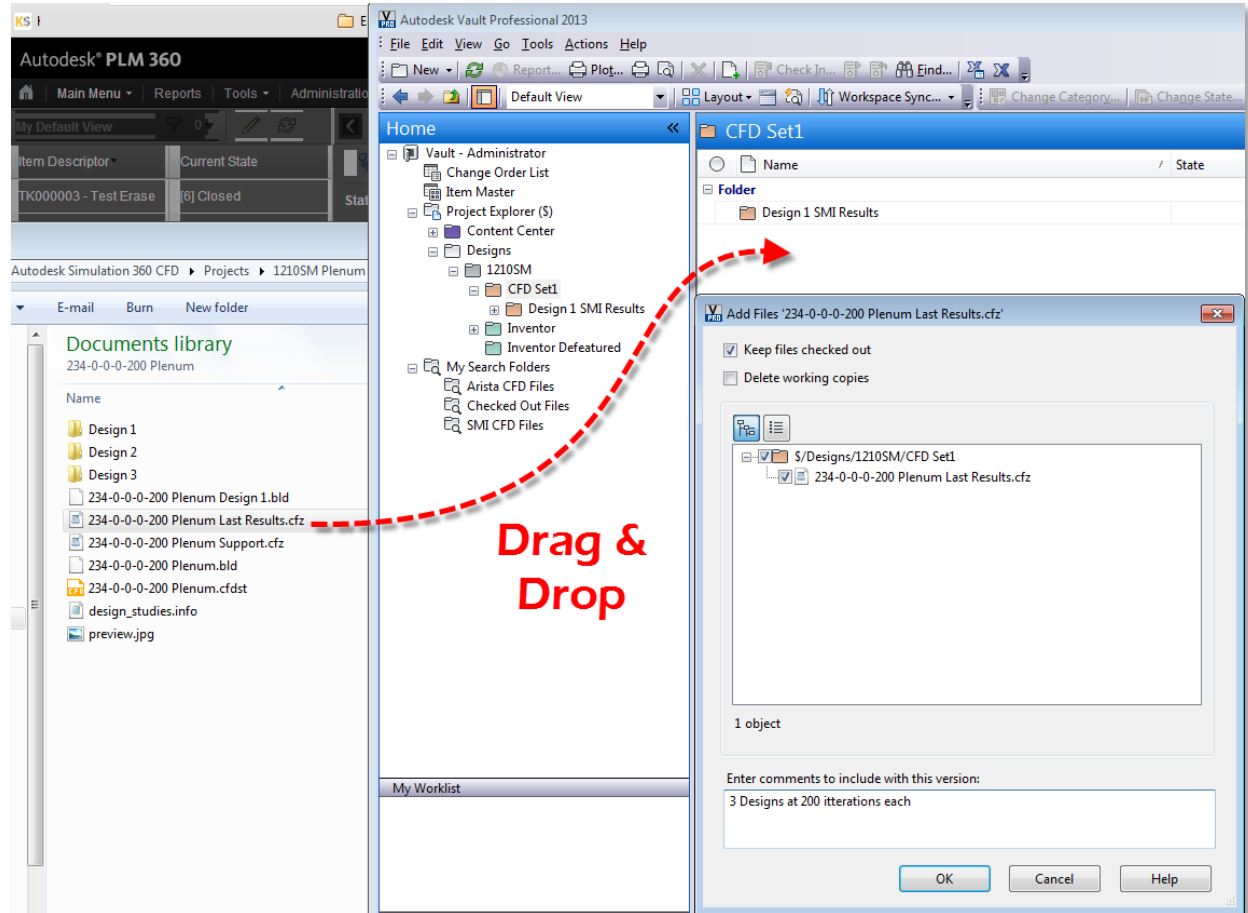 KS
E
Autodesk® PLM 360
Main Menu
Reports
Tools
Administratio
My Default View
0
Item Descriptor
Current State
TK000003 - Test Erase
[6] Closed
Stat
Autodesk Simulation 360 CFD
Projects
1210SM Plenum
E-mail
Burn
New folder
Documents library
234-0-0-0-200 Plenum
Name
Design 1
Design 2
Design 3
234-0-0-0-200 Plenum Design 1.bld
234-0-0-0-200 Plenum Last Results.cfz
234-0-0-0-200 Plenum Support.cfz
234-0-0-0-200 Plenum.bld
CFD
234-0-0-0-200 Plenum.cfdst
design_studies.info
preview.jpg
PRO
Autodesk Vault Professional 2013
File Edit View Go Tools Actions Help
New
Report...
Plot...
Check In...
Find...
Default View
Layout
Workspace Sync...
Change Category...
Change State...
Home
«
Vault - Administrator
Change Order List
Item Master
Project Explorer ($)
Content Center
Designs
1210SM
CFD Set1
Design 1 SMI Results
Inventor
Inventor Defeatured
My Search Folders
Arista CFD Files
Checked Out Files
SMI CFD Files
Drag &
Drop
My Worklist
CFD Set1
Name
/
State
Folder
Design 1 SMI Results
PRO
Add Files '234-0-0-0-200 Plenum Last Results.cfz'
Keep files checked out
Delete working copies
$/Designs/1210SM/CFD Set1
234-0-0-0-200 Plenum Last Results.cfz
1 object
Enter comments to include with this version:
3 Designs at 200 itterations each
OK
Cancel
Help